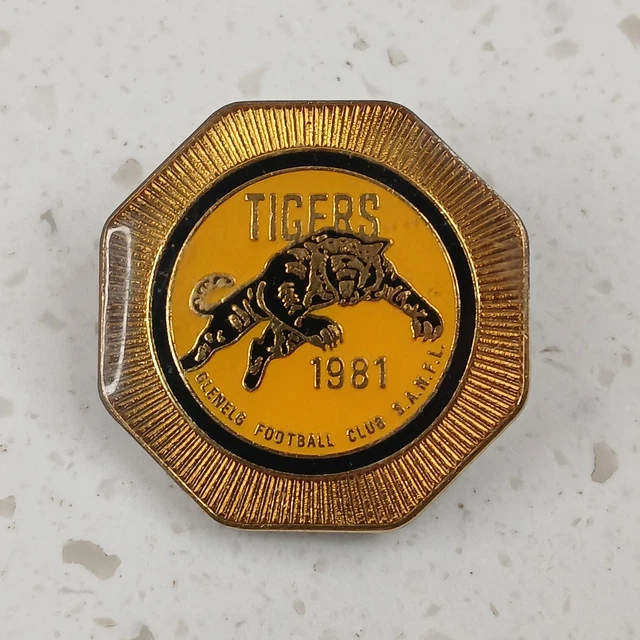 TIGERS
1981
GLENELG FOOTBALL CLUB S.A.N.F.L.